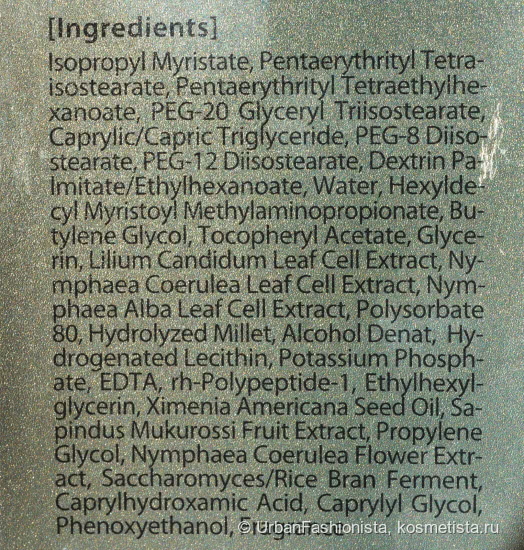 [Ingredients]
Isopropyl Myristate, Pentaerythrityl Tetra-
isostearate, Pentaerythrityl Tetraethylhe-
xanoate, PEG-20 Glyceryl Triisostearate,
Caprylic/Capric Triglyceride, PEG-8 Diiso-
stearate, PEG-12 Diisostearate, Dextrin Pa-
lmitate/Ethylhexanoate, Water, Hexylde-
cyl Myristoyl Methylaminopropionate, Bu-
tylene Glycol, Tocopheryl Acetate, Glyce-
rin, Lilium Candidum Leaf Cell Extract, Ny-
mphaea Coerulea Leaf Cell Extract, Nym-
phaea Alba Leaf Cell Extract, Polysorbate
80, Hydrolyzed Millet, Alcohol Denat, Hy-
drogenated Lecithin, Potassium Phosph-
ate, EDTA, rh-Polypeptide-1, Ethylhexyl-
glycerin, Ximenia Americana Seed Oil, Sa-
pindus Mukurossi Fruit Extract, Propylene
Glycol, Nymphaea Coerulea Flower Extr-
act, Saccharomyces/Rice Bran Ferment,
Caprylhydroxamic Acid, Caprylyl Glycol,
Phenoxyethanol,
© UrbanFashionista, kosmetista.ru